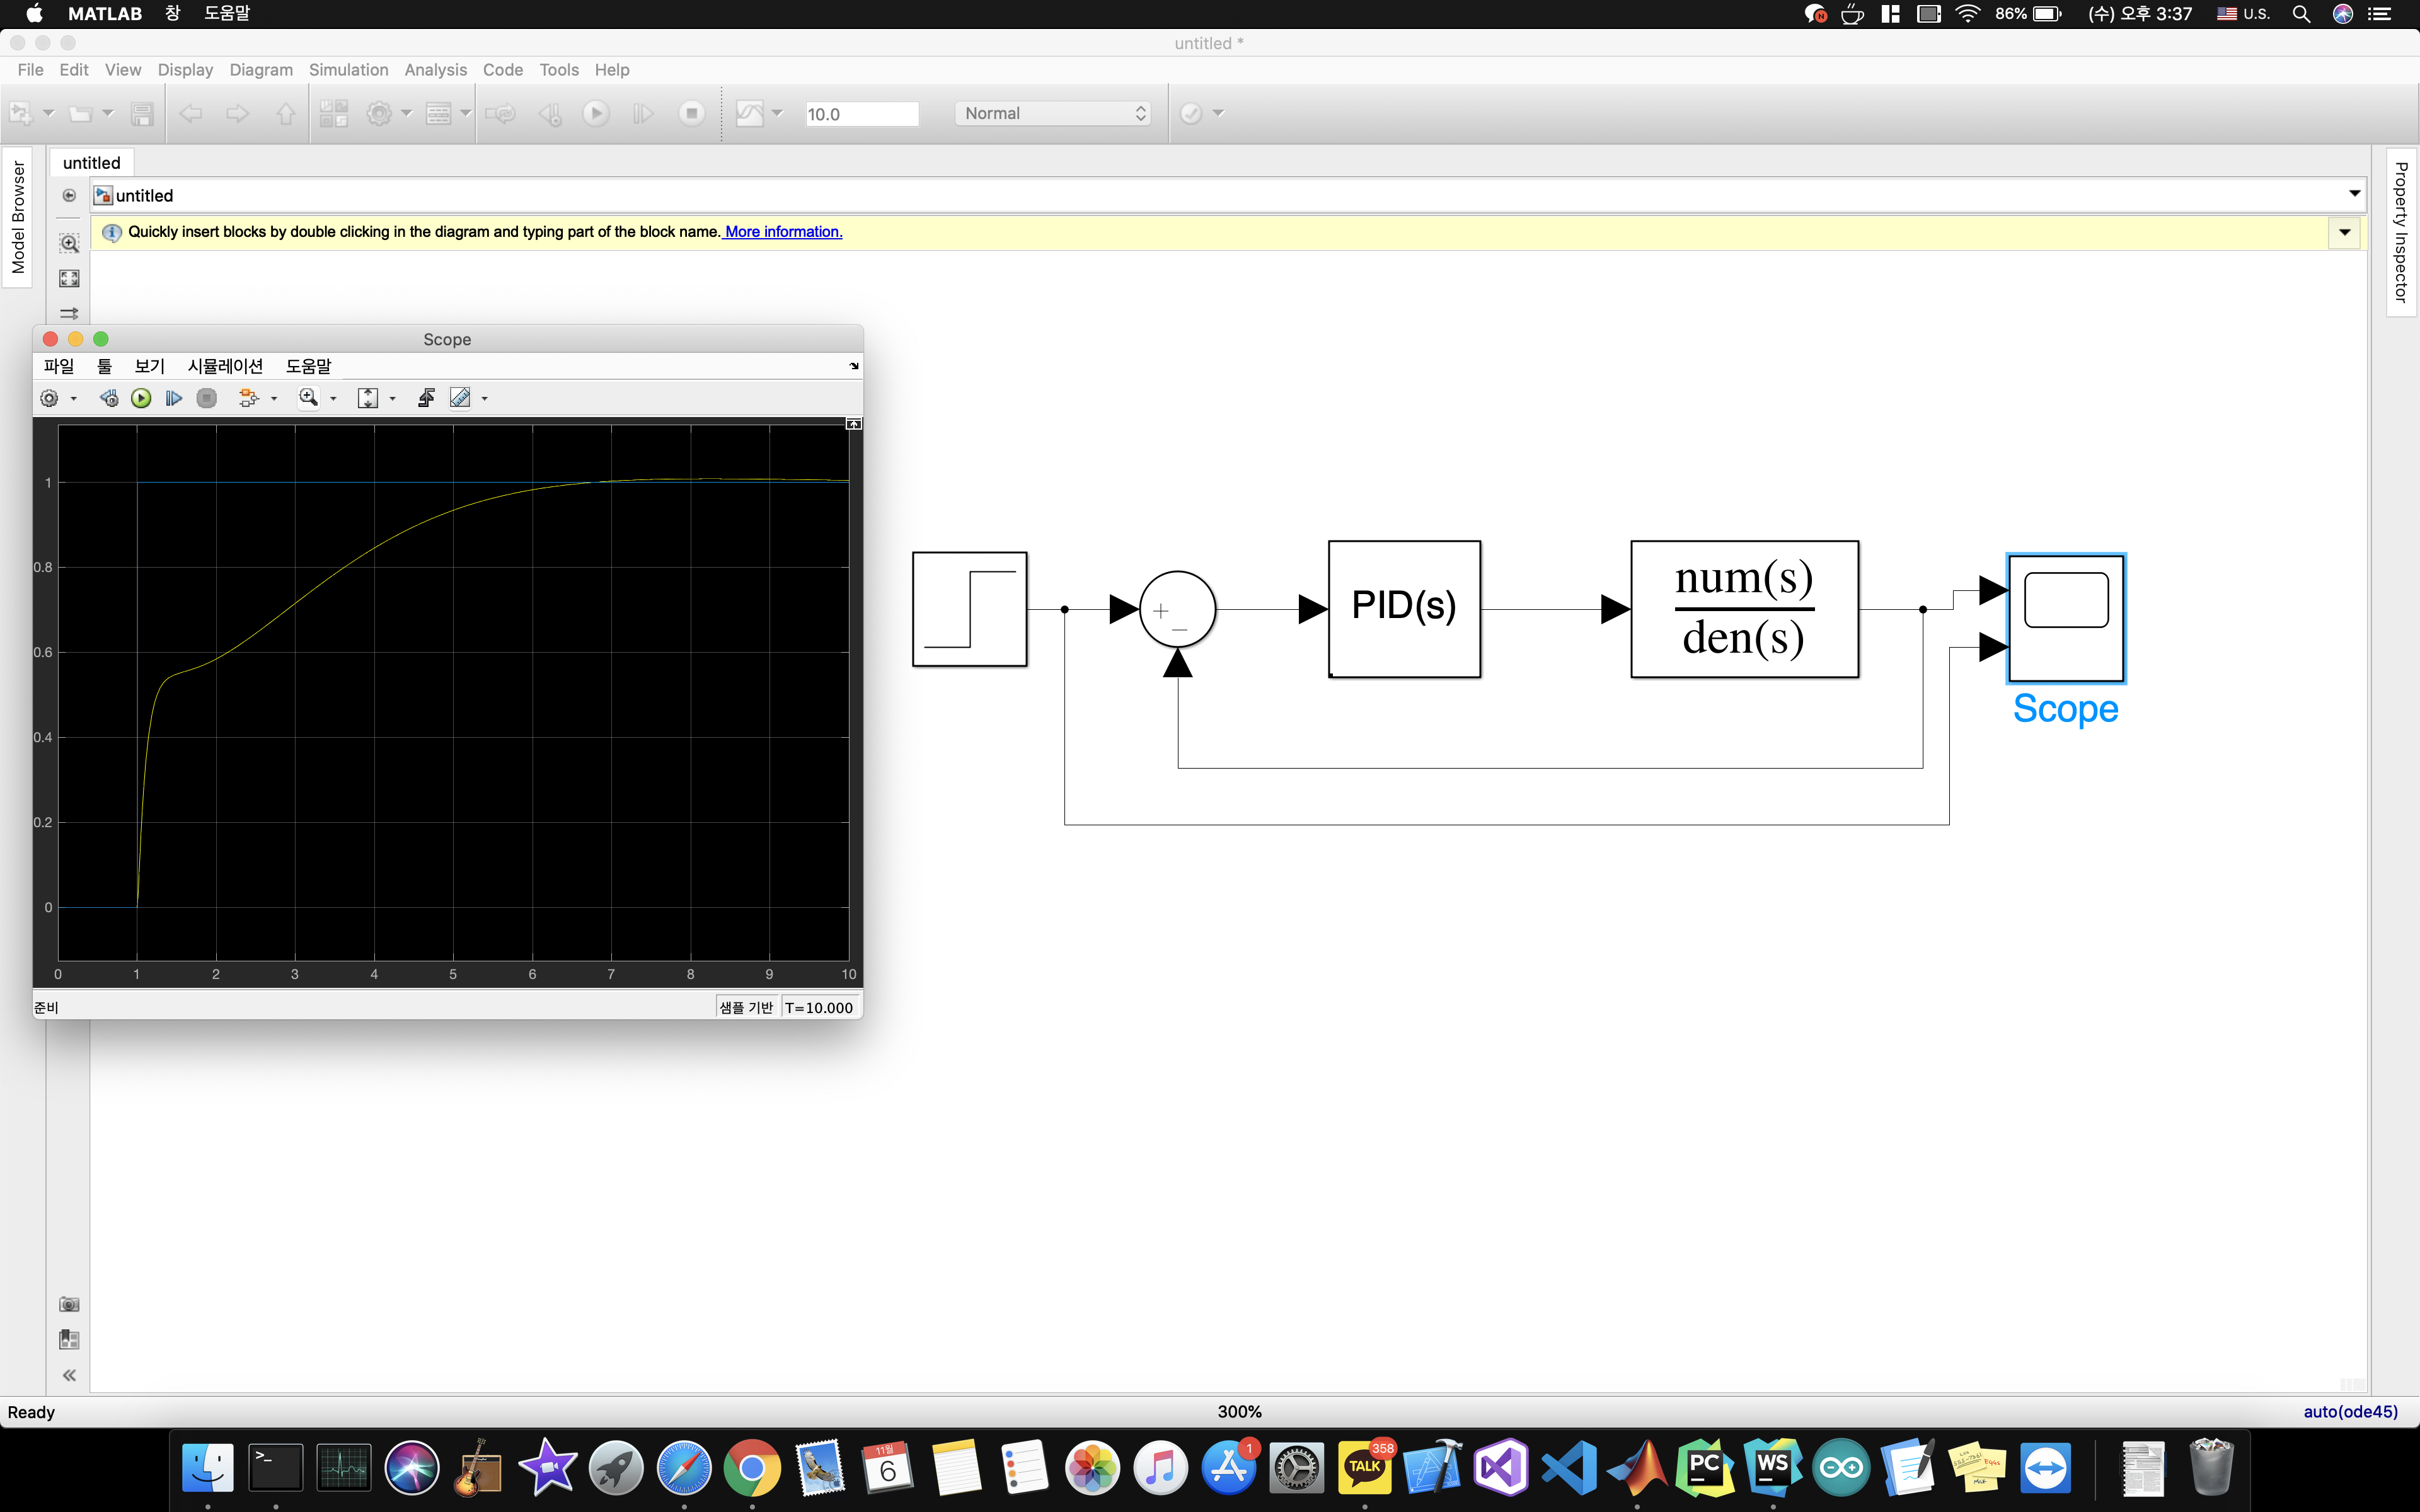 MATLAB 창 도움말 86% (수) 오후 3:37 U.S.
untitled *
File Edit View Display Diagram Simulation Analysis Code Tools Help
10.0 Normal
Model Browser
untitled
Property Inspector
untitled
Quickly insert blocks by double clicking in the diagram and typing part of the block name. More information.
Scope
파일 툴 보기 시뮬레이션 도움말
1
0.8
0.6
0.4
0.2
0
0 1 2 3 4 5 6 7 8 9 10
준비 샘플 기반 T=10.000
+
−
PID(s)
num(s)
den(s)
Scope
Ready 300% auto(ode45)
>_
11월
6
1
TALK
358
PC
WS